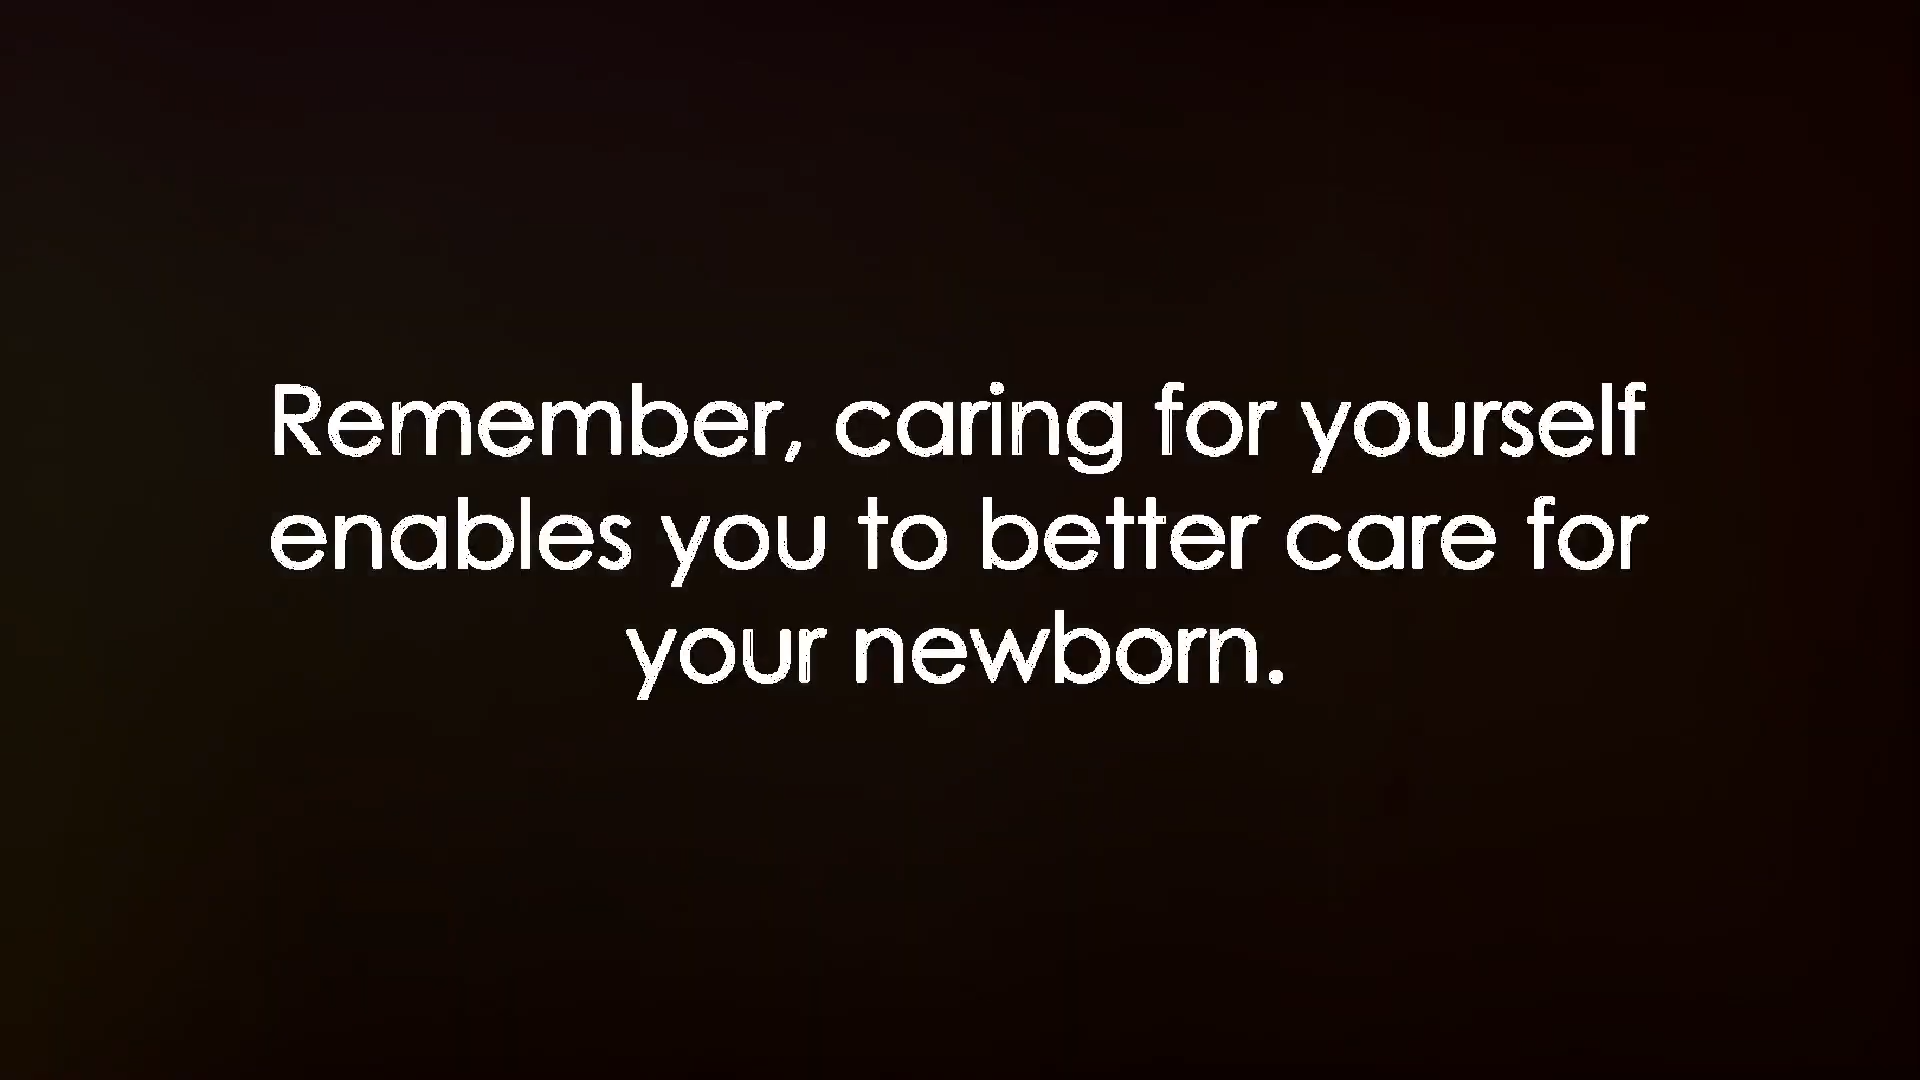 Remember, caring for yourself
enables you to better care for
your newborn.